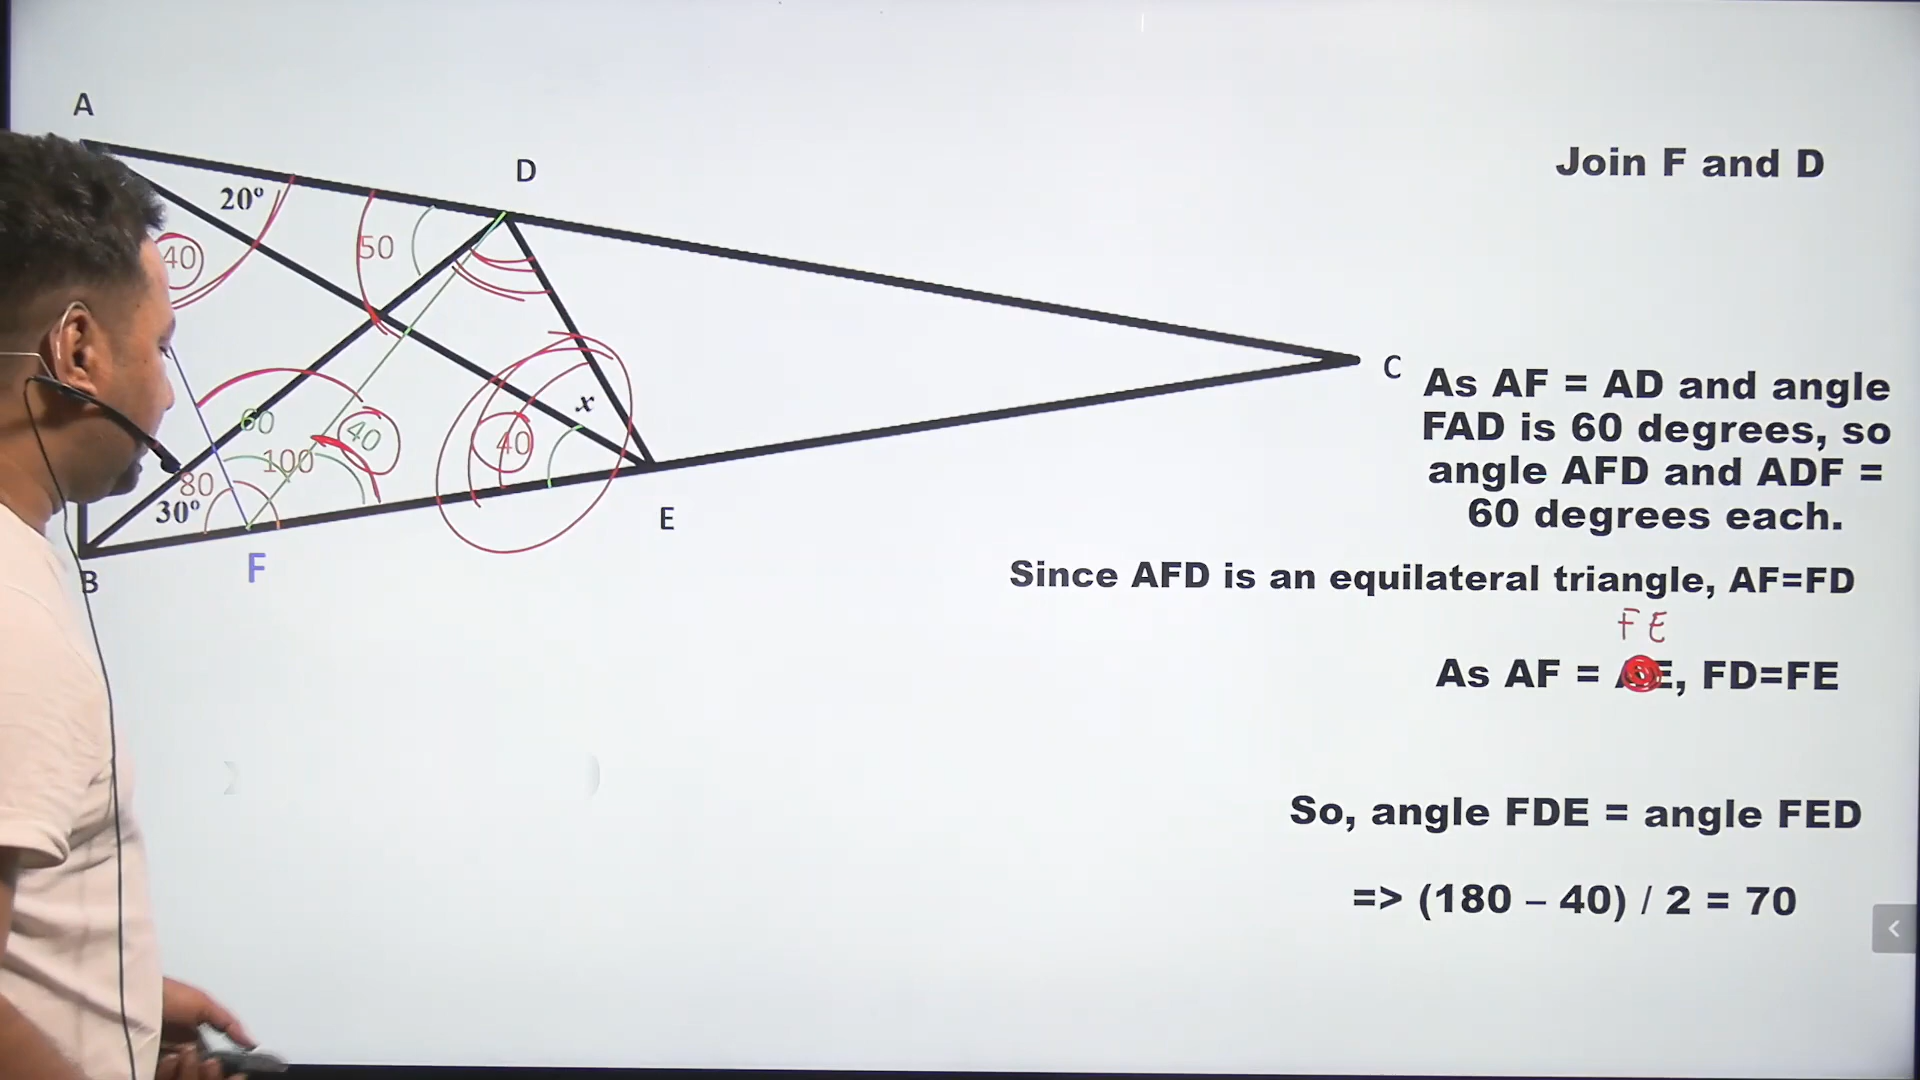 A
D
20º
40
50
Join F and D
C
As AF = AD and angle
FAD is 60 degrees, so
angle AFD and ADF =
60 degrees each.
x
60
40
40
100
80
30º
E
B
F
Since AFD is an equilateral triangle, AF=FD
FE
As AF = E, FD=FE
So, angle FDE = angle FED
=> (180 – 40) / 2 = 70